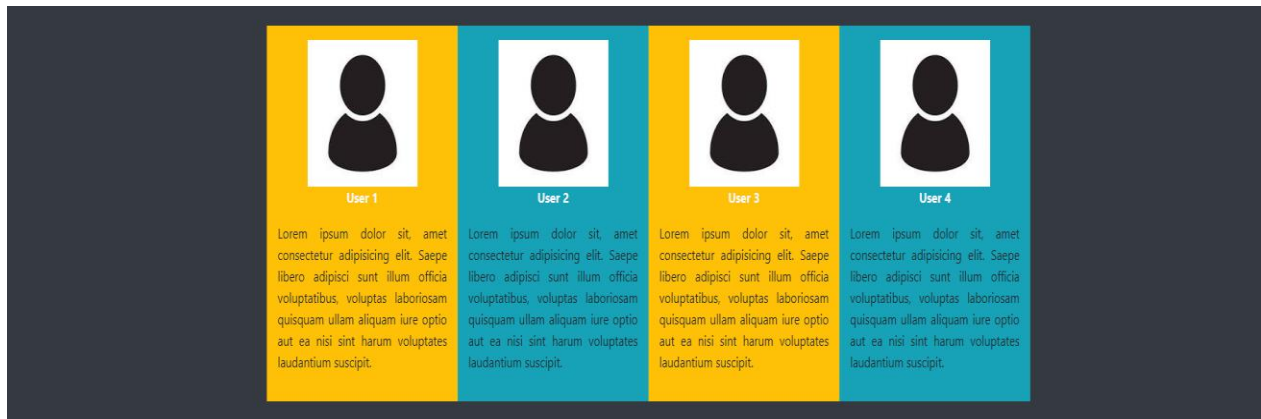 User 1
Lorem ipsum dolor sit, amet
consectetur adipisicing elit. Saepe
libero adipisci sunt illum officia
voluptatibus, voluptas laboriosam
quisquam ullam aliquam iure optio
aut ea nisi sint harum voluptates
laudantium suscipit.
User 2
Lorem ipsum dolor sit, amet
consectetur adipisicing elit. Saepe
libero adipisci sunt illum officia
voluptatibus, voluptas laboriosam
quisquam ullam aliquam iure optio
aut ea nisi sint harum voluptates
laudantium suscipit.
User 3
Lorem ipsum dolor sit, amet
consectetur adipisicing elit. Saepe
libero adipisci sunt illum officia
voluptatibus, voluptas laboriosam
quisquam ullam aliquam iure optio
aut ea nisi sint harum voluptates
laudantium suscipit.
User 4
Lorem ipsum dolor sit, amet
consectetur adipisicing elit. Saepe
libero adipisci sunt illum officia
voluptatibus, voluptas laboriosam
quisquam ullam aliquam iure optio
aut ea nisi sint harum voluptates
laudantium suscipit.